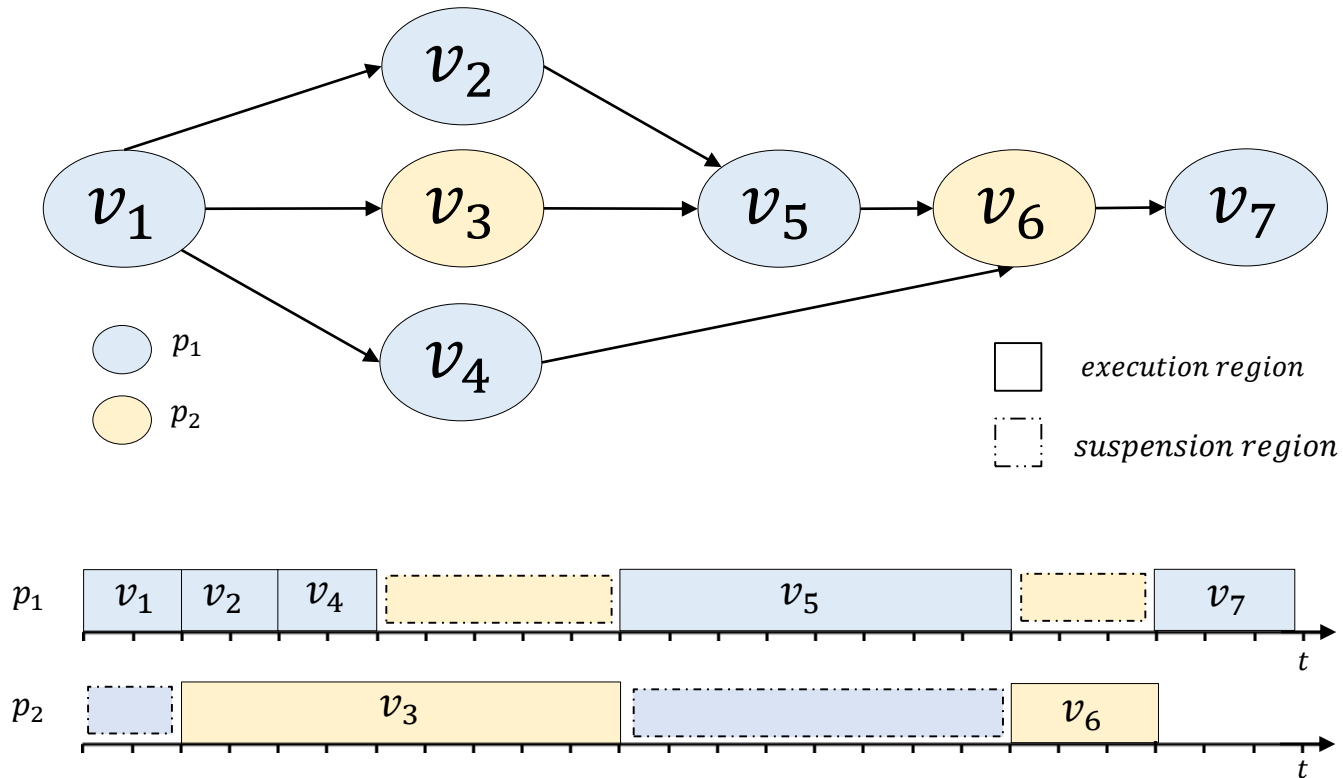 v₂
v₁ v₃ v₅ v₆ v₇
v₄
p₁
p₂
execution region
suspension region
p₁ v₁ v₂ v₄ v₅ v₇
t
p₂ v₃ v₆
t